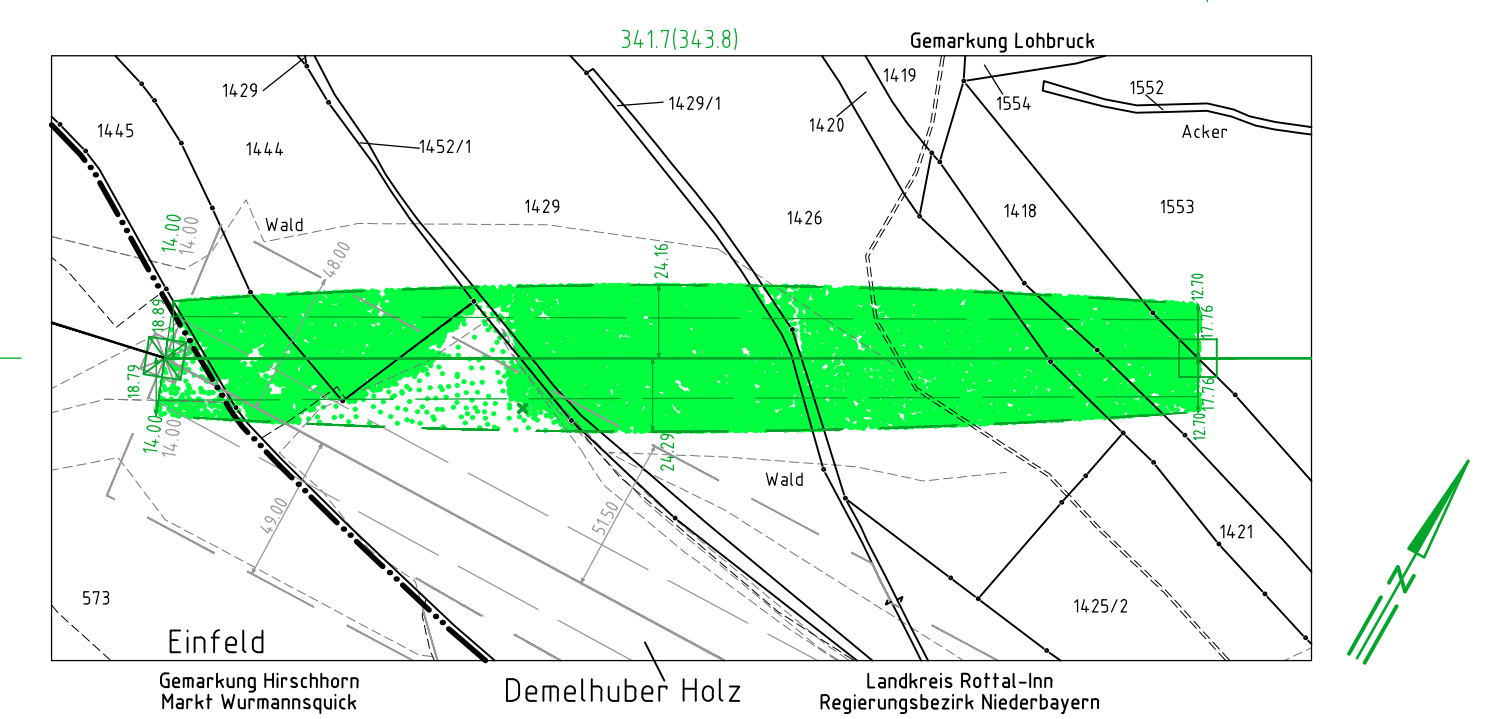 341.7(343.8)
Gemarkung Lohbruck
1419
1554
1552
1429
1429/1
1420
Acker
1445
1444
1452/1
1429
1426
1418
1553
Wald
14.00
14.00
48.00
24.16
12.70
17.76
18.89
18.79
14.00
14.00
24.29
17.76
12.70
49.00
51.50
Wald
1421
573
1425/2
N
Einfeld
Gemarkung Hirschhorn
Markt Wurmannsquick
Demelhuber Holz
Landkreis Rottal-Inn
Regierungsbezirk Niederbayern